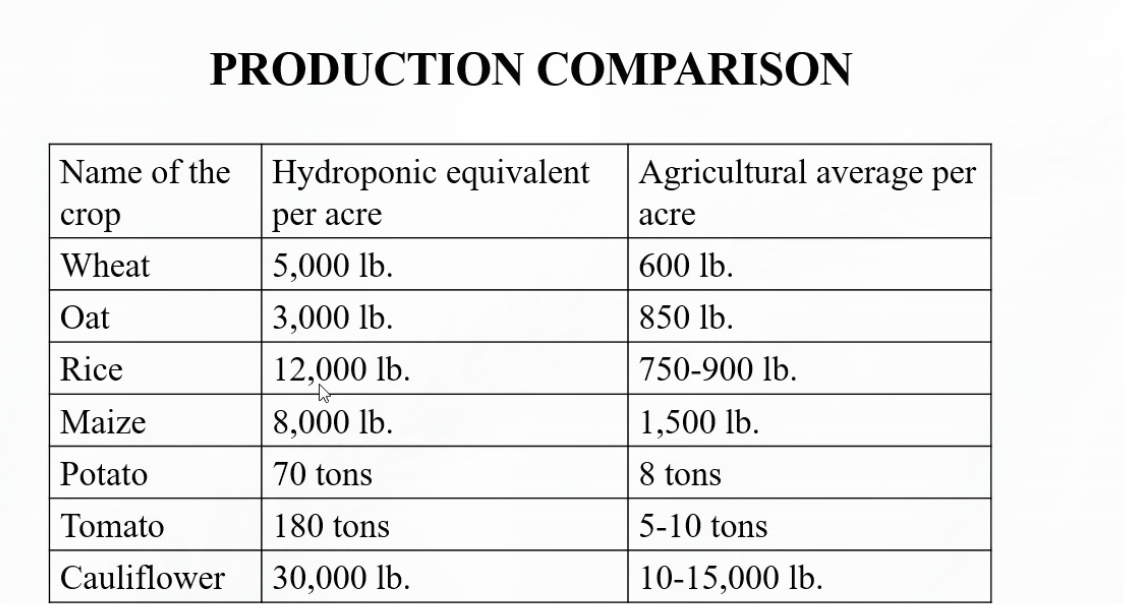 PRODUCTION COMPARISON
Name of the crop Hydroponic equivalent per acre Agricultural average per acre
Wheat 5,000 lb. 600 lb.
Oat 3,000 lb. 850 lb.
Rice 12,000 lb. 750-900 lb.
Maize 8,000 lb. 1,500 lb.
Potato 70 tons 8 tons
Tomato 180 tons 5-10 tons
Cauliflower 30,000 lb. 10-15,000 lb.